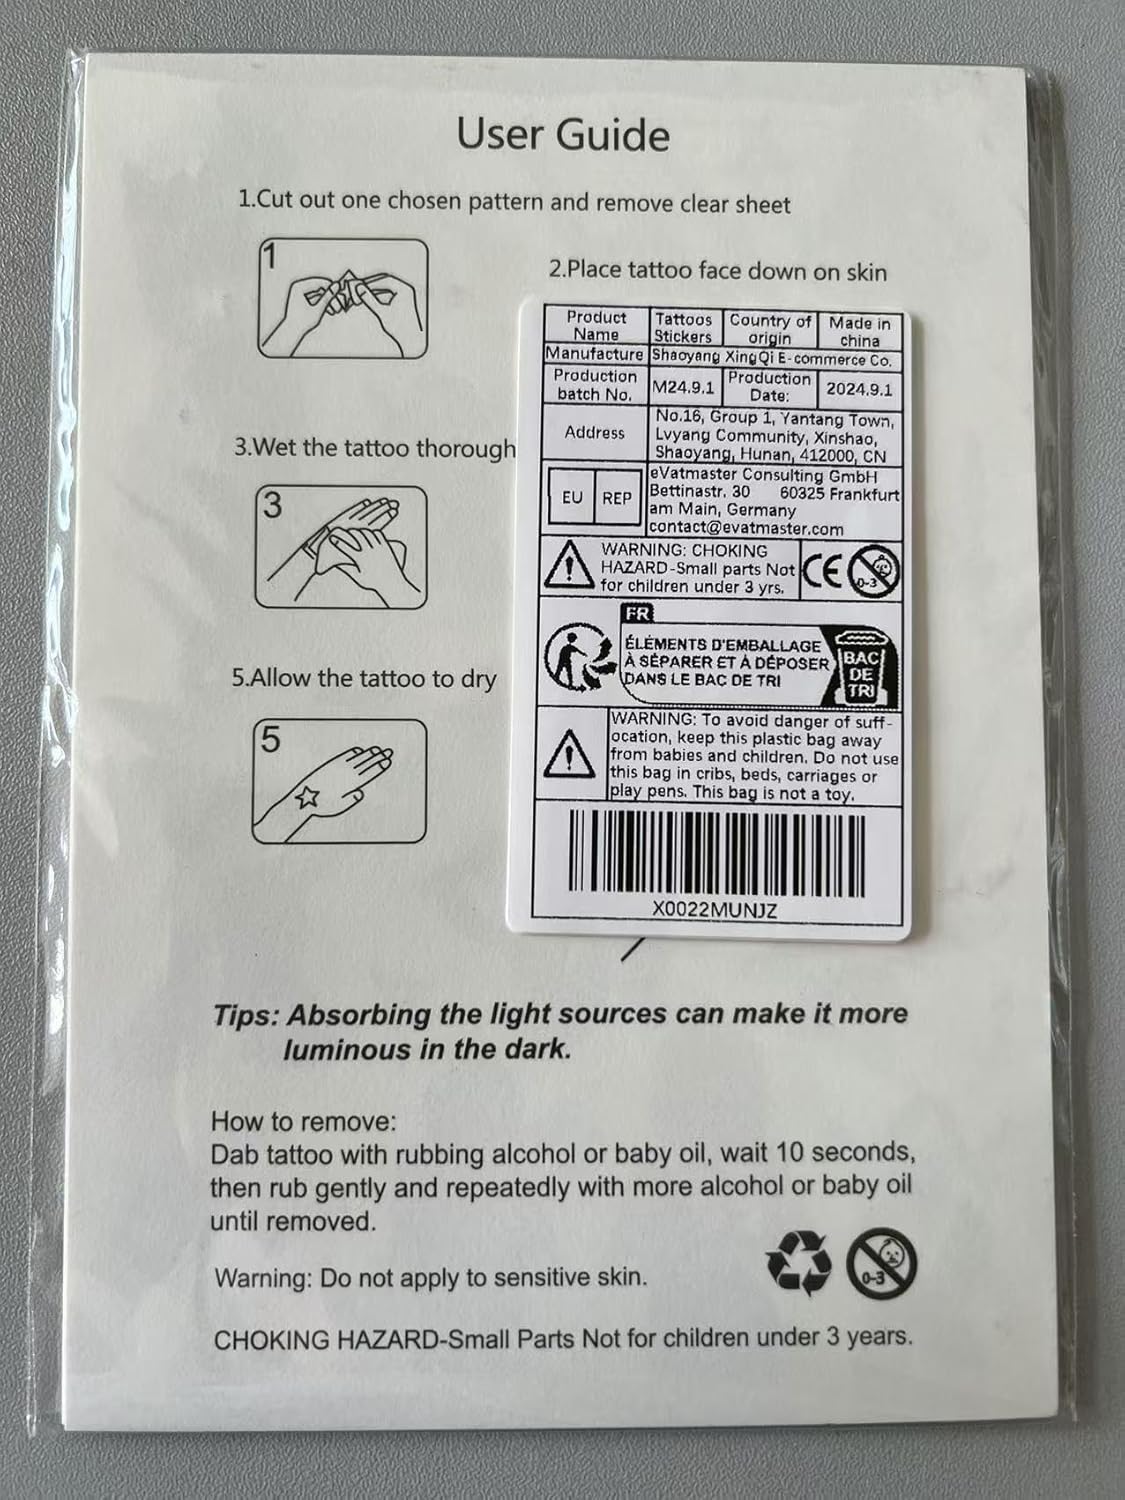 User Guide
1.Cut out one chosen pattern and remove clear sheet
1
2.Place tattoo face down on skin
3.Wet the tattoo thorough
3
5.Allow the tattoo to dry
5
Product Name Tattoos Stickers Country of origin Made in china
Manufacture Shaoyang XingQi E-commerce Co.
Production batch No. M24.9.1 Production Date: 2024.9.1
Address No.16, Group 1, Yantang Town,
Lvyang Community, Xinshao,
Shaoyang, Hunan, 412000, CN
EU REP
eVatmaster Consulting GmbH
Bettinastr. 30 60325 Frankfurt
am Main, Germany
contact@evatmaster.com
WARNING: CHOKING
HAZARD-Small parts Not
for children under 3 yrs.
CE
0-3
FR
ÉLÉMENTS D'EMBALLAGE
À SÉPARER ET À DÉPOSER
DANS LE BAC DE TRI
BAC
DE
TRI
WARNING: To avoid danger of suff-
ocation, keep this plastic bag away
from babies and children. Do not use
this bag in cribs, beds, carriages or
play pens. This bag is not a toy.
X0022MUNJZ
Tips: Absorbing the light sources can make it more
luminous in the dark.
How to remove:
Dab tattoo with rubbing alcohol or baby oil, wait 10 seconds,
then rub gently and repeatedly with more alcohol or baby oil
until removed.
Warning: Do not apply to sensitive skin.
0-3
CHOKING HAZARD-Small Parts Not for children under 3 years.